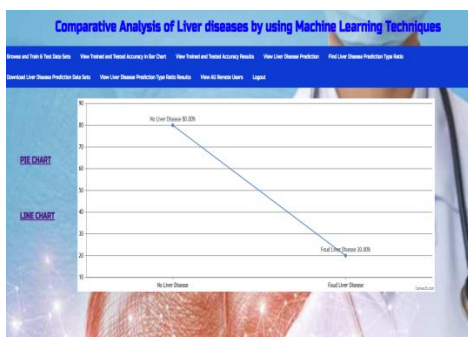 Comparative Analysis of Liver diseases by using Machine Learning Techniques
Browse and Train & Test Data Sets View Trained and Tested Accuracy in Bar Chart View Trained and Tested Accuracy Results View Liver Disease Prediction Find Liver Disease Prediction Type Ratio
Download Liver Disease Prediction Data Sets View Liver Disease Prediction Type Ratio Results View All Remote Users Logout
PIE CHART
LINE CHART
90
80
70
60
50
40
30
20
10
No Liver Disease 80.00%
Foud Liver Disease 20.00%
No Liver Disease
Foud Liver Disease
CanvasJS.com